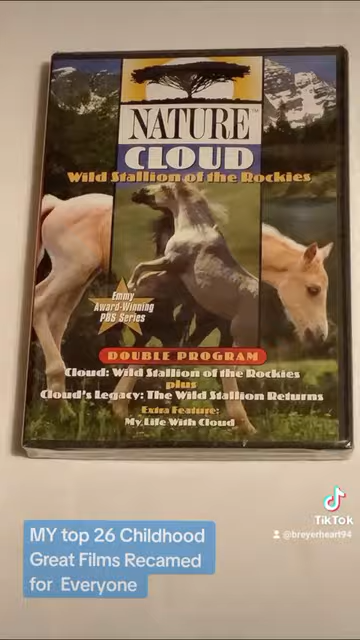 NATURE™
CLOUD
Wild Stallion of the Rockies
Emmy
Award-Winning
PBS Series
DOUBLE PROGRAM
Cloud: Wild Stallion of the Rockies
plus
Cloud's Legacy: The Wild Stallion Returns
Extra Feature:
My Life With Cloud
TikTok
@breyerheart94
MY top 26 Childhood
Great Films Recamed
for Everyone